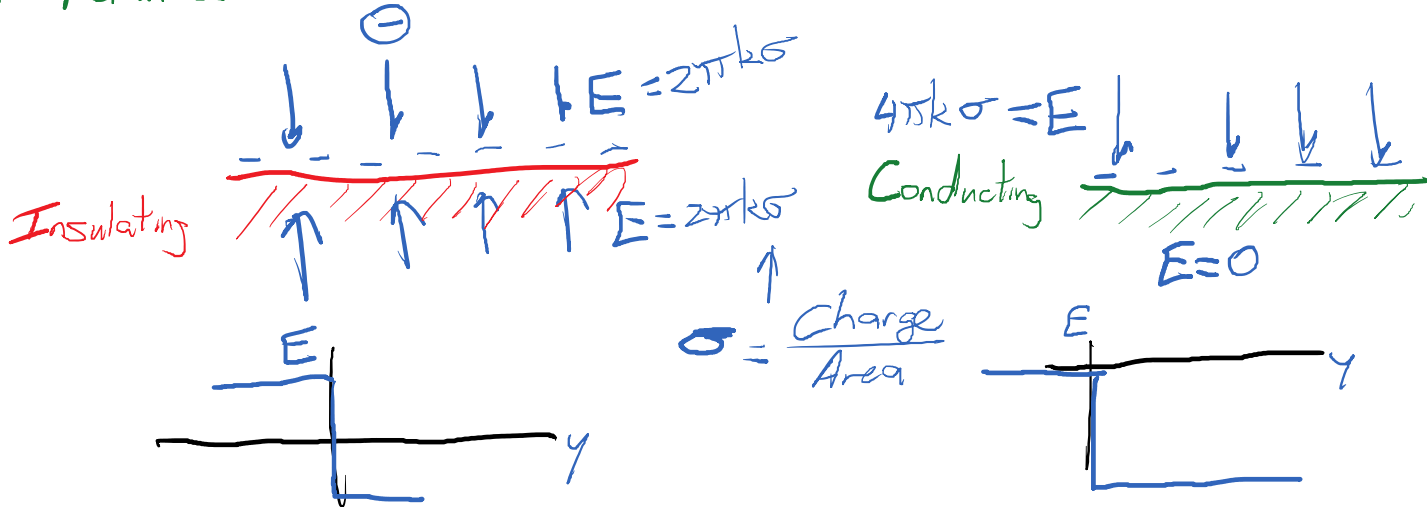 ⊖
E = 2πkσ
Insulating
E = 2πkσ
σ = Charge / Area
4πkσ = E
Conducting
E = 0
E
y
E
y